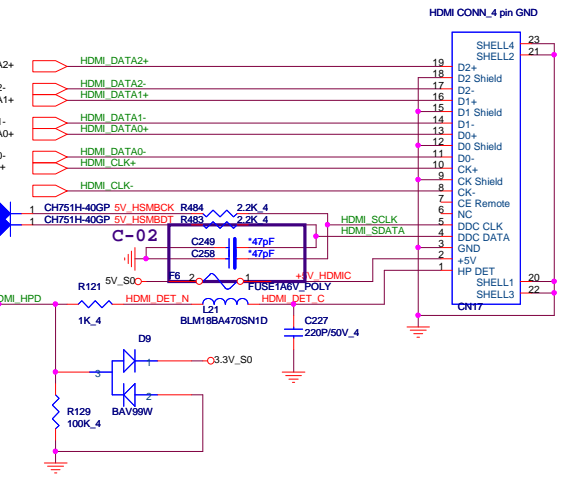 HDMI CONN_4 pin GND
A2+ HDMI_DATA2+ 19 D2+ SHELL4 23
SHELL2 21
18 D2 Shield
2- HDMI_DATA2- 17 D2-
A1+ HDMI_DATA1+ 16 D1+
15 D1 Shield
1- HDMI_DATA1- 14 D1-
A0+ HDMI_DATA0+ 13 D0+
12 D0 Shield
0- HDMI_DATA0- 11 D0-
+ HDMI_CLK+ 10 CK+
9 CK Shield
HDMI_CLK- 8 CK-
7 CE Remote
1 CH751H-40GP 5V_HSMBCK R484 2.2K_4 6 NC
1 CH751H-40GP 5V_HSMBDT R483 2.2K_4 HDMI_SCLK 5 DDC CLK
C-02 HDMI_SDATA 4 DDC DATA
C249 *47pF 3 GND
C258 *47pF 2 +5V
1 HP DET
5V_S0 F6 2 1 +5V_HDMIC SHELL1 20
FUSE1A6V_POLY SHELL3 22
CN17
DMI_HPD R121 HDMI_DET_N L21 HDMI_DET_C
1K_4 BLM18BA470SN1D C227
220P/50V_4
D9
1 3.3V_S0
3
2
BAV99W
R129
100K_4